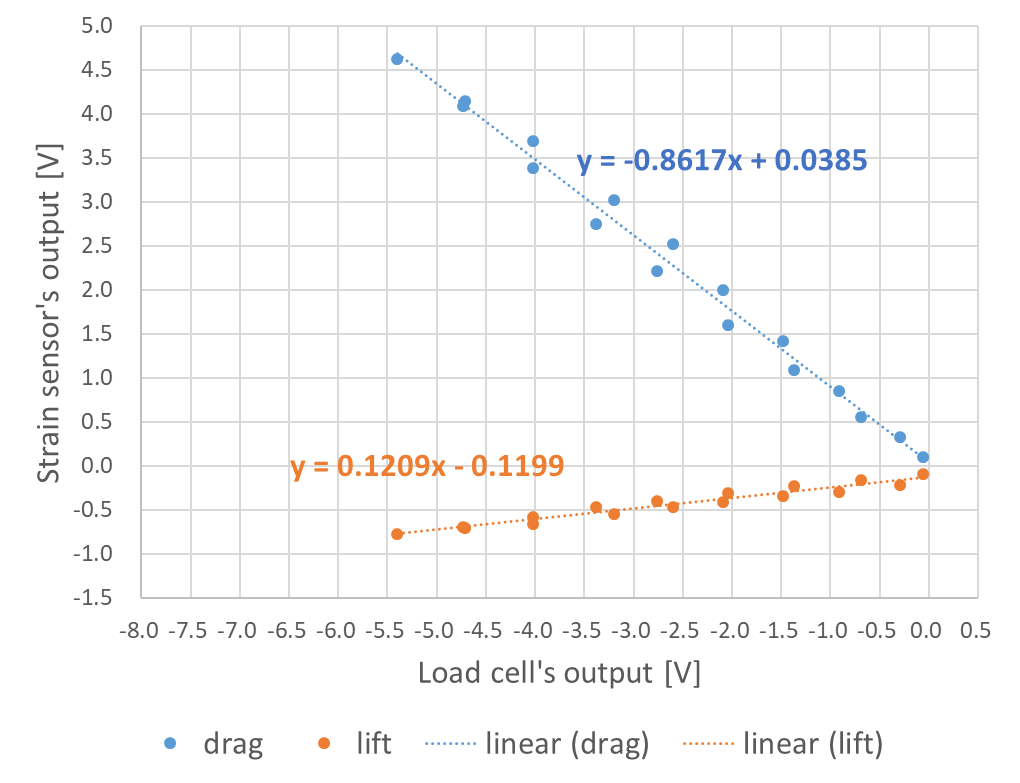 5.0
4.5
4.0
3.5
3.0
2.5
2.0
1.5
1.0
0.5
0.0
-0.5
-1.0
-1.5
Strain sensor's output [V]
y = -0.8617x + 0.0385
y = 0.1209x - 0.1199
-8.0 -7.5 -7.0 -6.5 -6.0 -5.5 -5.0 -4.5 -4.0 -3.5 -3.0 -2.5 -2.0 -1.5 -1.0 -0.5 0.0 0.5
Load cell's output [V]
drag lift linear (drag) linear (lift)